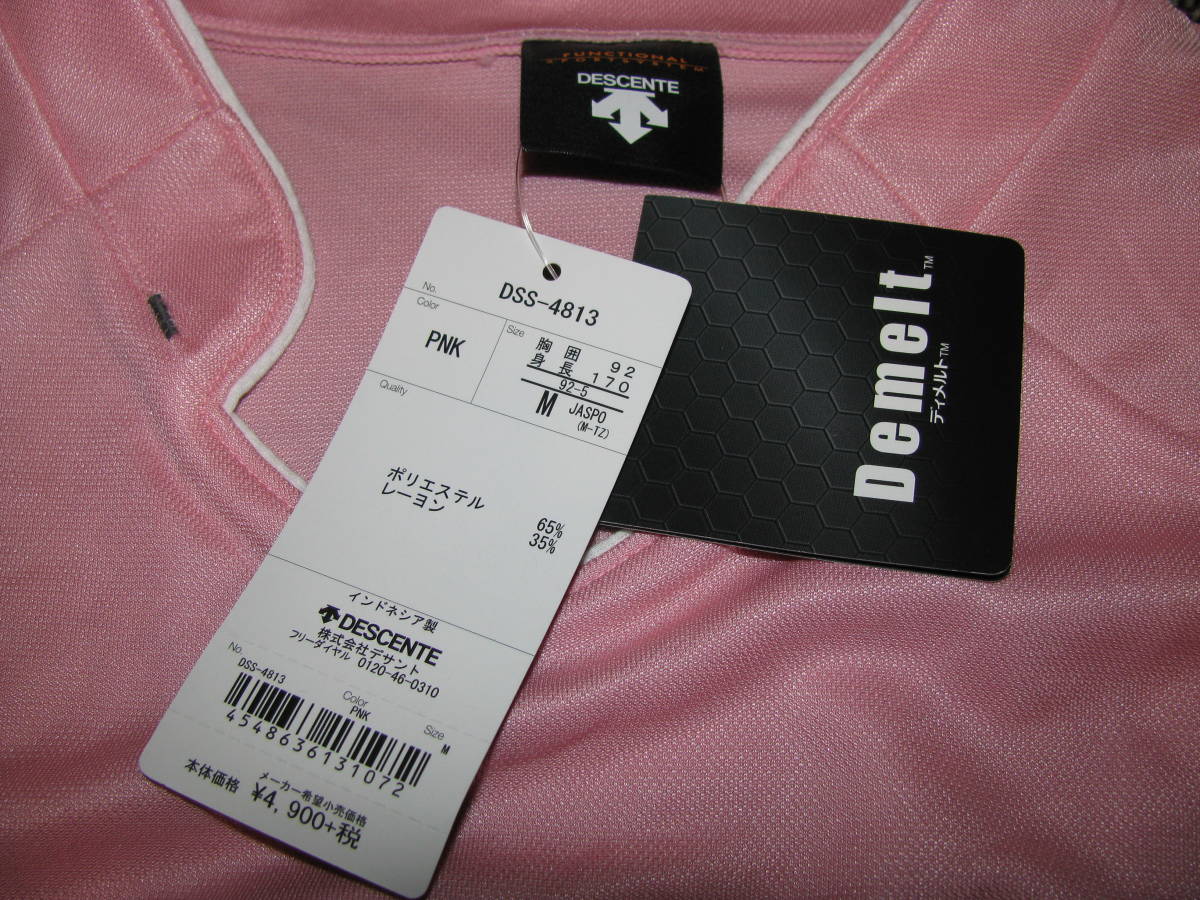 FUNCTIONAL
SPORTSYSTEM
DESCENTE
No.
DSS-4813
Color
PNK
Size
胸囲 92
身長 170
92-5
M JASPO
(M-TZ)
Quality
ポリエステル 65%
レーヨン 35%
インドネシア製
DESCENTE
株式会社デサント
フリーダイヤル 0120-46-0310
No.
DSS-4813
Color
PNK
Size
M
4548636131072
メーカー希望小売価格
本体価格 ¥4,900+税
Demelt™
ディメルト™